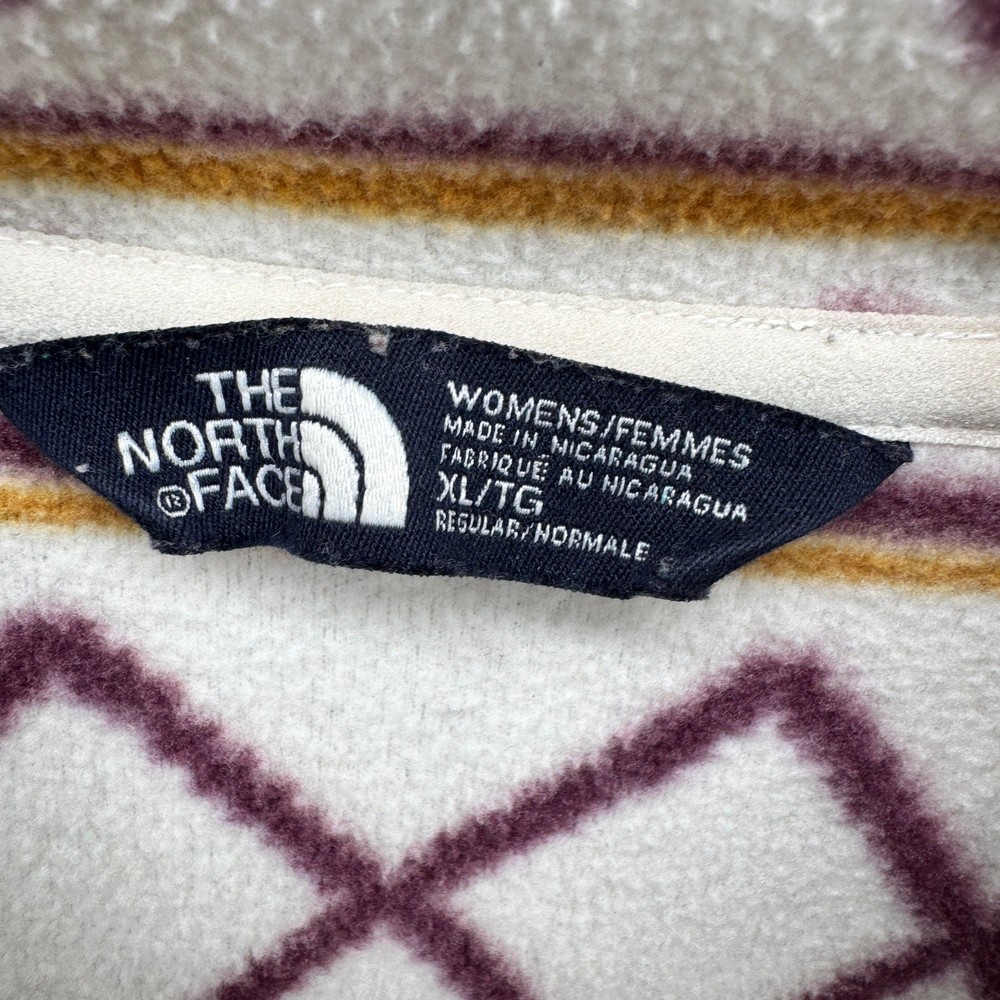 THE
NORTH
® FACE
WOMENS/FEMMES
MADE IN NICARAGUA
FABRIQUÉ AU NICARAGUA
XL/TG
REGULAR/NORMALE